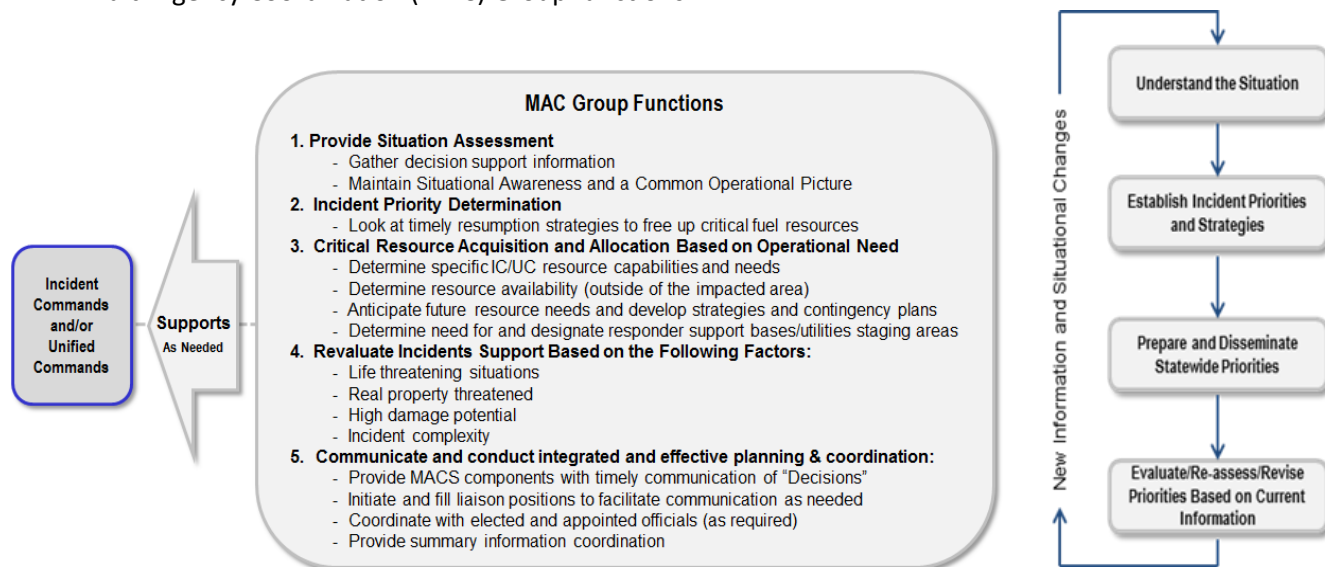 MAC Group Functions
1. Provide Situation Assessment
- Gather decision support information
- Maintain Situational Awareness and a Common Operational Picture
2. Incident Priority Determination
- Look at timely resumption strategies to free up critical fuel resources
3. Critical Resource Acquisition and Allocation Based on Operational Need
- Determine specific IC/UC resource capabilities and needs
- Determine resource availability (outside of the impacted area)
- Anticipate future resource needs and develop strategies and contingency plans
- Determine need for and designate responder support bases/utilities staging areas
4. Revaluate Incidents Support Based on the Following Factors:
- Life threatening situations
- Real property threatened
- High damage potential
- Incident complexity
5. Communicate and conduct integrated and effective planning & coordination:
- Provide MACS components with timely communication of "Decisions"
- Initiate and fill liaison positions to facilitate communication as needed
- Coordinate with elected and appointed officials (as required)
- Provide summary information coordination
Incident
Commands
and/or
Unified
Commands
Supports
As Needed
New Information and Situational Changes
Understand the Situation
Establish Incident Priorities
and Strategies
Prepare and Disseminate
Statewide Priorities
Evaluate/Re-assess/Revise
Priorities Based on Current
Information